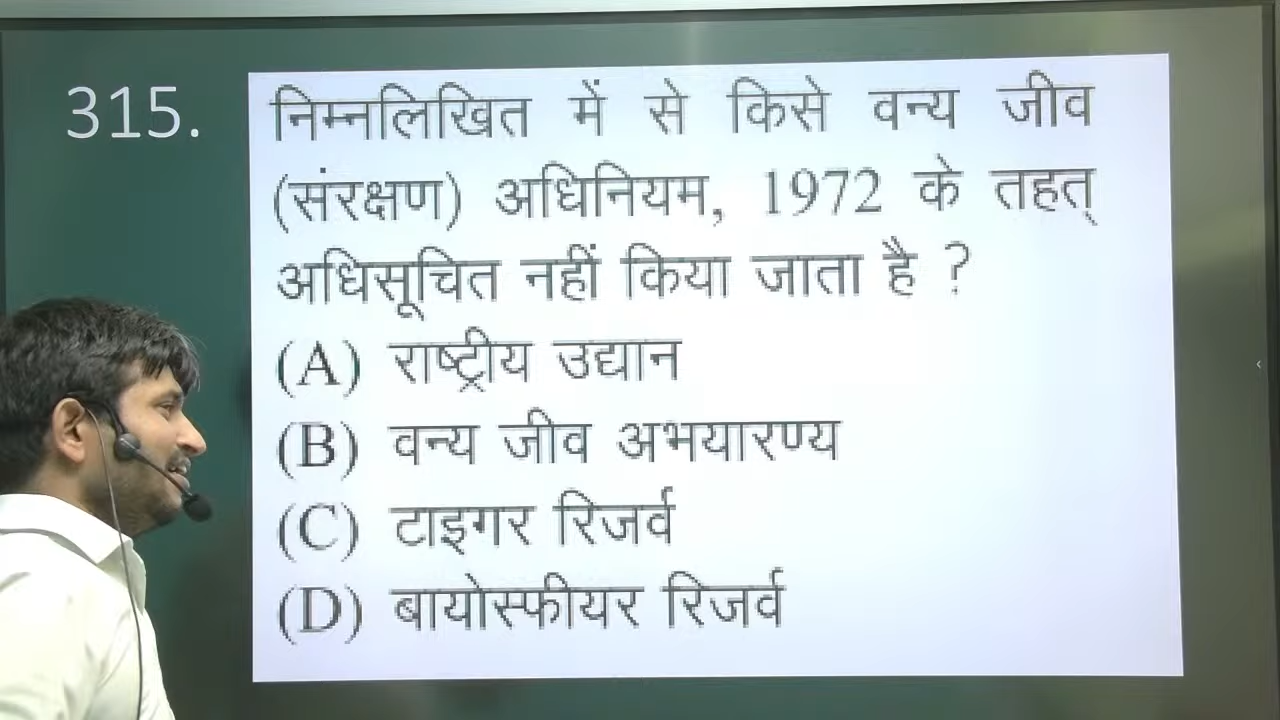 315.
निम्नलिखित में से किसे वन्य जीव
(संरक्षण) अधिनियम, 1972 के तहत्
अधिसूचित नहीं किया जाता है ?
(A) राष्ट्रीय उद्यान
(B) वन्य जीव अभयारण्य
(C) टाइगर रिजर्व
(D) बायोस्फीयर रिजर्व